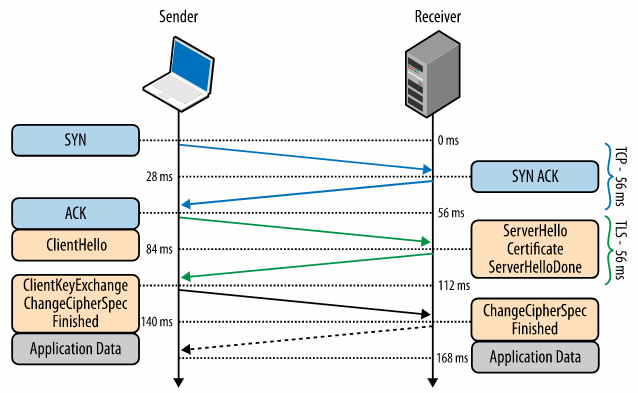 Sender
Receiver
SYN
0 ms
28 ms
SYN ACK
TCP - 56 ms
ACK
56 ms
ClientHello
84 ms
ServerHello
Certificate
ServerHelloDone
TLS - 56 ms
ClientKeyExchange
ChangeCipherSpec
Finished
112 ms
140 ms
ChangeCipherSpec
Finished
Application Data
168 ms
Application Data